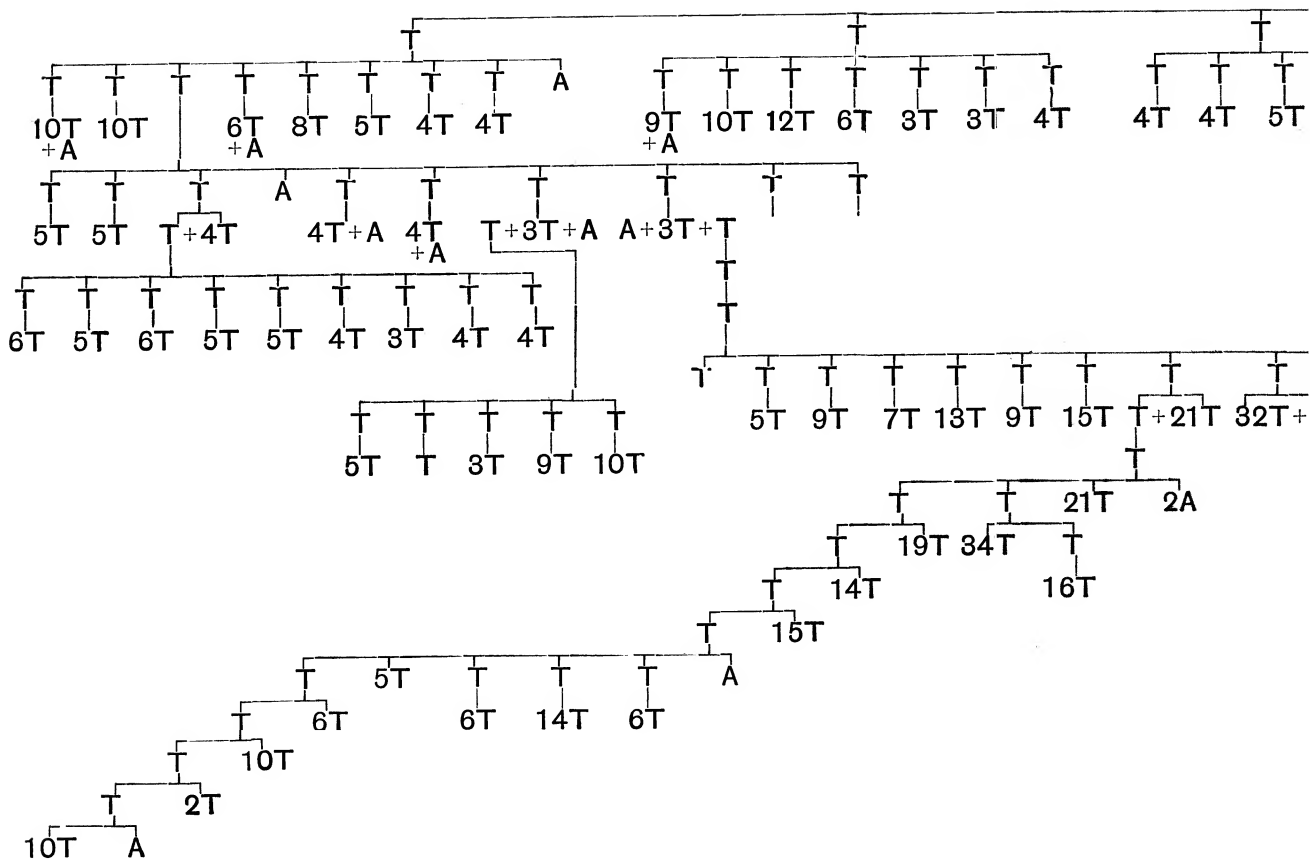 T T T
T T T T T T T T A T T T T T T T T T T
10T 10T 6T 8T 5T 4T 4T 9T 10T 12T 6T 3T 3T 4T 4T 4T 5T
+A +A +A
T T T A T T T T T T
5T 5T T+4T 4T+A 4T T+3T+A A+3T+T
+A
T T T T T T T T T T
6T 5T 6T 5T 5T 4T 3T 4T 4T T
T T T T T T T T T
5T 9T 7T 13T 9T 15T T+21T 32T+
T T T T T
5T T 3T 9T 10T T
T T 21T 2A
T 19T 34T T
T 14T 16T
T 15T
T 5T T T T A
T 6T 6T 14T 6T
T 10T
T 2T
10T A